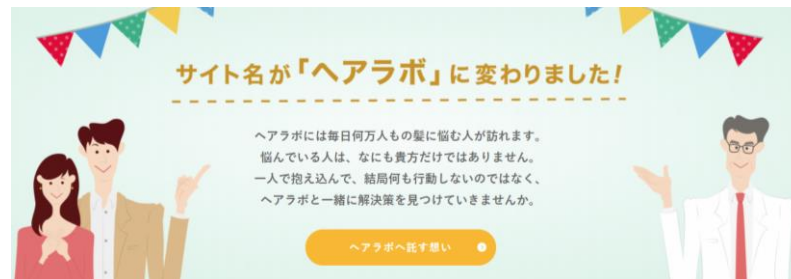 サイト名が「ヘアラボ」に変わりました!
ヘアラボには毎日何万人もの髪に悩む人が訪れます。
悩んでいる人は、なにも貴方だけではありません。
一人で抱え込んで、結局何も行動しないのではなく、
ヘアラボと一緒に解決策を見つけていきませんか。
ヘアラボへ託す想い